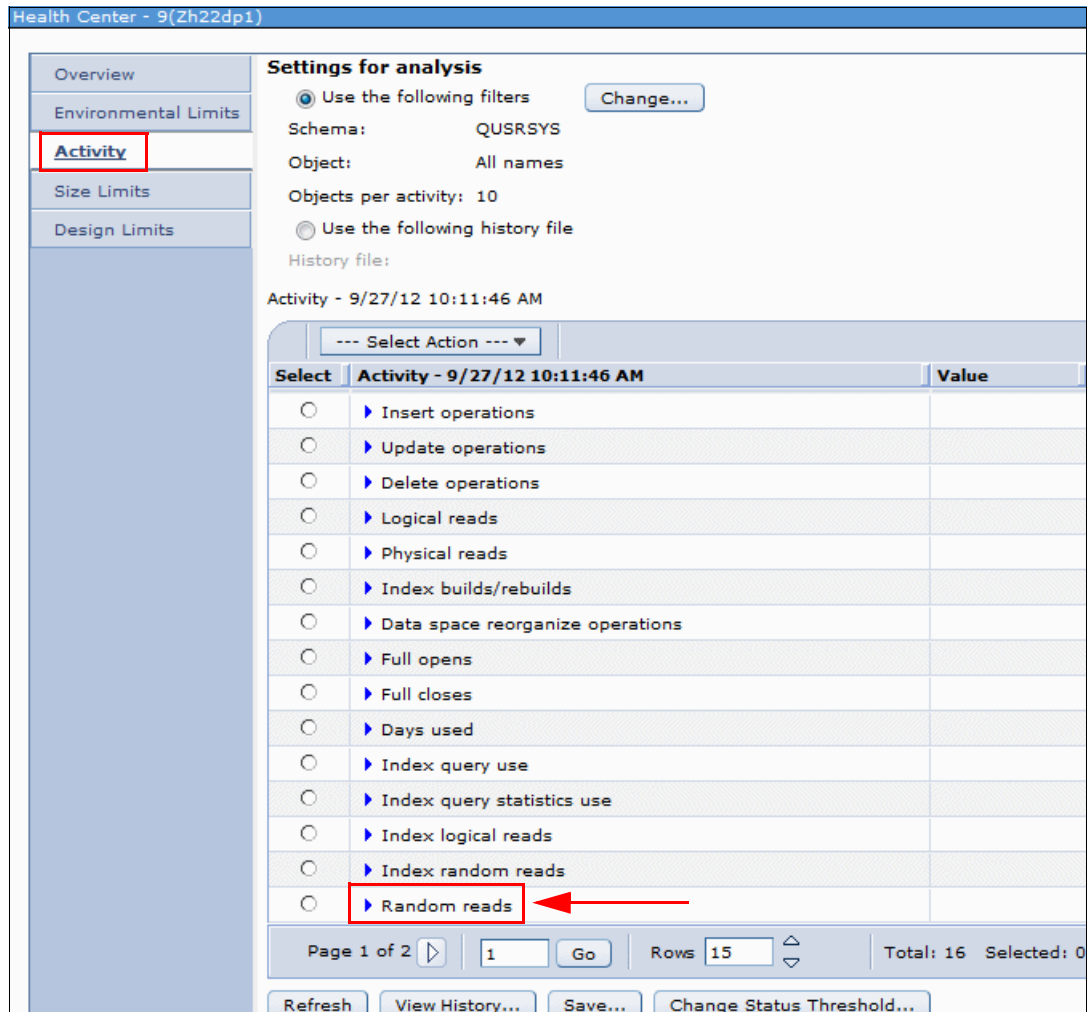 Health Center - 9(Zh22dp1)
Overview
Environmental Limits
Activity
Size Limits
Design Limits
Settings for analysis
Use the following filters Change...
Schema: QUSRSYS
Object: All names
Objects per activity: 10
Use the following history file
History file:
Activity - 9/27/12 10:11:46 AM
--- Select Action ---
Select Activity - 9/27/12 10:11:46 AM Value
Insert operations
Update operations
Delete operations
Logical reads
Physical reads
Index builds/rebuilds
Data space reorganize operations
Full opens
Full closes
Days used
Index query use
Index query statistics use
Index logical reads
Index random reads
Random reads
Page 1 of 2 1 Go Rows 15 Total: 16 Selected: 0
Refresh View History... Save... Change Status Threshold...